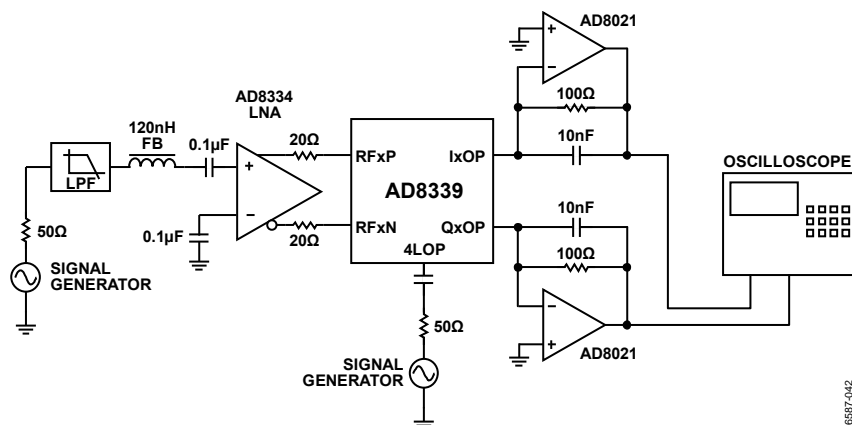 AD8021
+
−
AD8334
LNA
100Ω
120nH
FB
0.1µF
20Ω
10nF
LPF
+
−
RFxP
IxOP
OSCILLOSCOPE
AD8339
50Ω
0.1µF
20Ω
RFxN
QxOP
10nF
4LOP
100Ω
SIGNAL
GENERATOR
50Ω
−
+
AD8021
SIGNAL
GENERATOR
6587-042